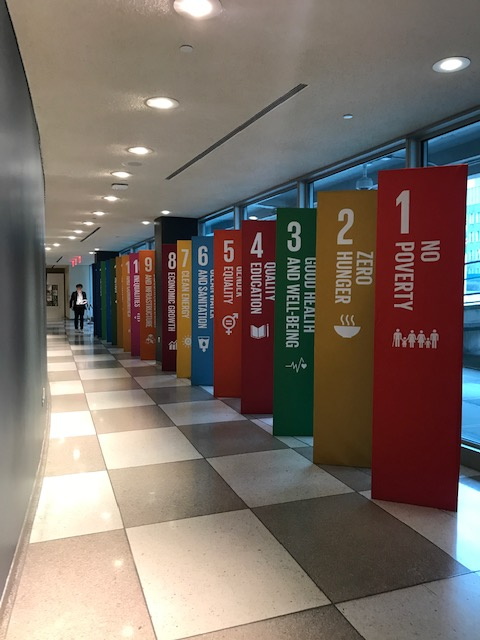 1
NO
POVERTY
2
ZERO
HUNGER
3
GOOD HEALTH
AND WELL-BEING
4
QUALITY
EDUCATION
5
GENDER
EQUALITY
6
CLEAN WATER
AND SANITATION
7
CLEAN ENERGY
8
ECONOMIC GROWTH
9
AND INFRASTRUCTURE
1
INEQUALITIES